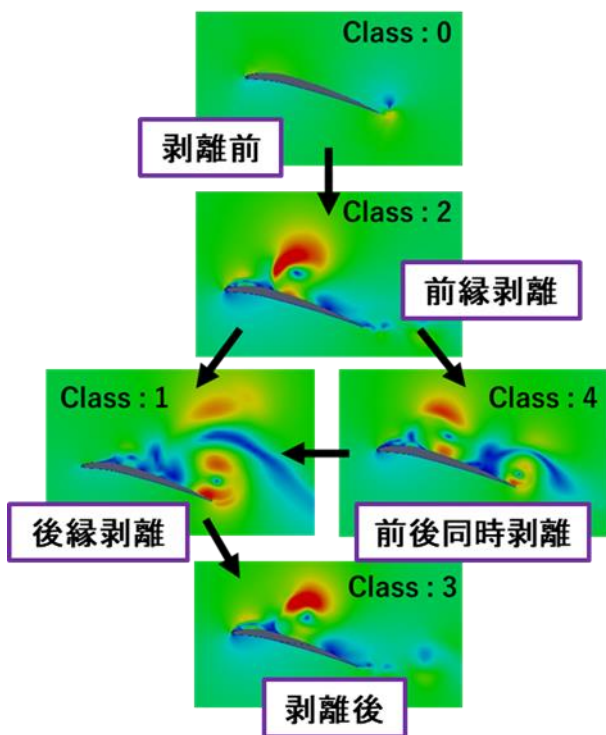 Class : 0
剥離前
Class : 2
前縁剥離
Class : 1
Class : 4
後縁剥離
前後同時剥離
Class : 3
剥離後